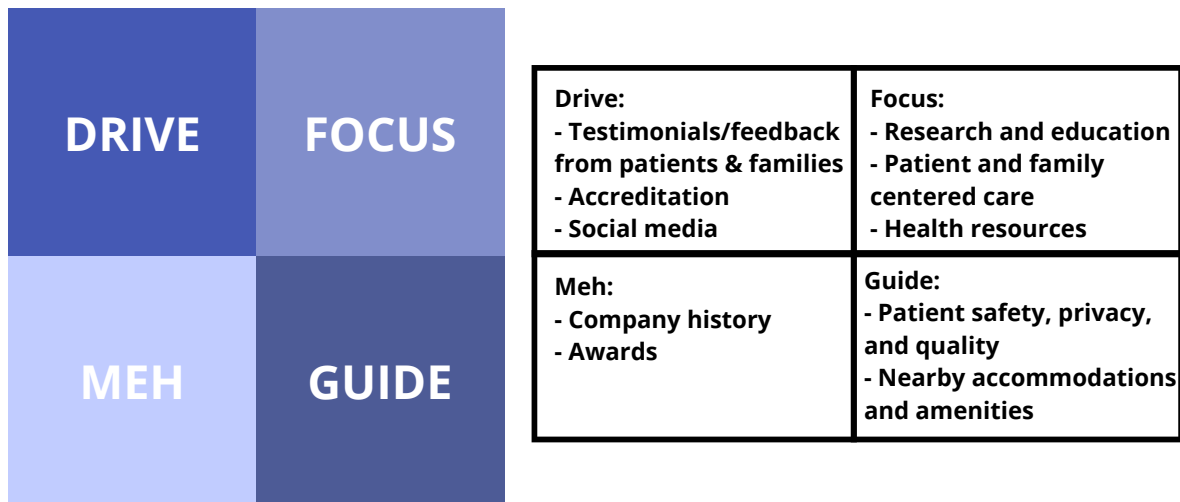 DRIVE
FOCUS
MEH
GUIDE
Drive:
- Testimonials/feedback
from patients & families
- Accreditation
- Social media
Focus:
- Research and education
- Patient and family
centered care
- Health resources
Meh:
- Company history
- Awards
Guide:
- Patient safety, privacy,
and quality
- Nearby accommodations
and amenities